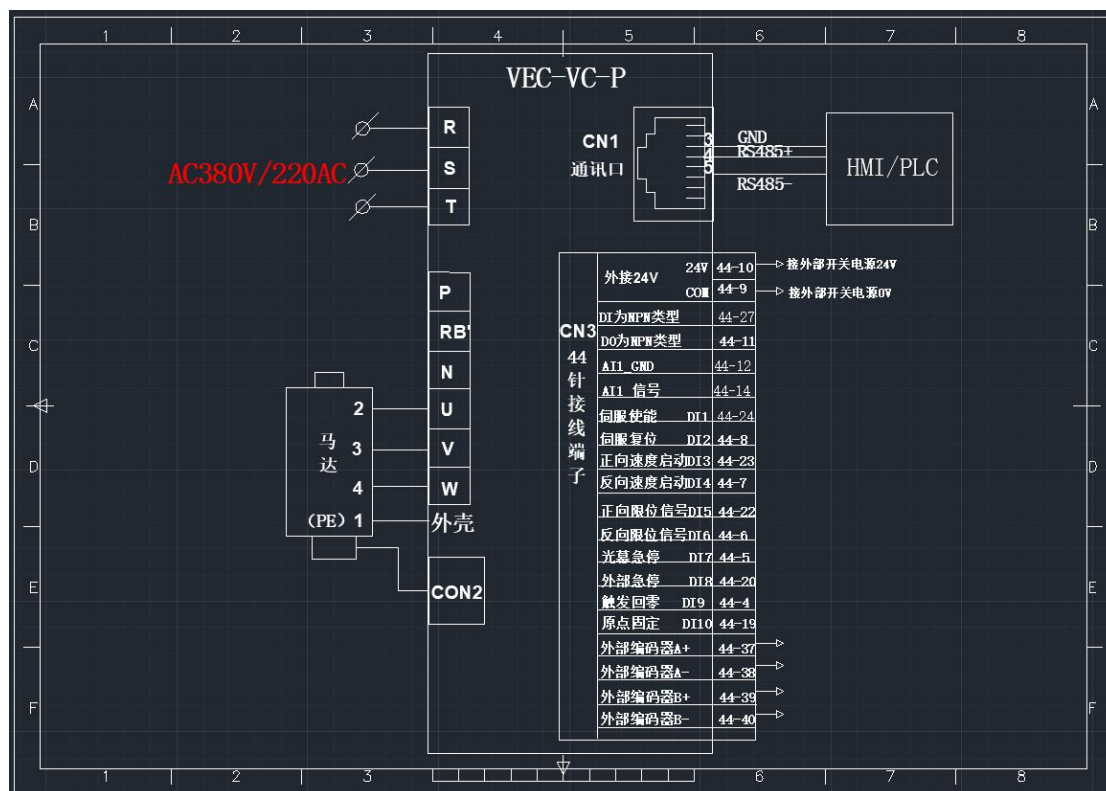 1 2 3 4 5 6 7 8
VEC-VC-P
A A
R
CN1
通讯口
3
4
5
GND
RS485+
RS485-
HMI/PLC
AC380V/220AC
S
T
B B
外接24V
24V 44-10 接外部开关电源24V
COM 44-9 接外部开关电源0V
P
RB'
N
U
V
W
外壳
CON2
C C
CN3
44
针
接
线
端
子
DI为NPN类型 44-27
DO为NPN类型 44-11
AI1_GND 44-12
AI1 信号 44-14
伺服使能 DI1 44-24
伺服复位 DI2 44-8
正向速度启动DI3 44-23
反向速度启动DI4 44-7
正向限位信号DI5 44-22
反向限位信号DI6 44-6
光幕急停 DI7 44-5
外部急停 DI8 44-20
触发回零 DI9 44-4
原点固定 DI10 44-19
外部编码器A+ 44-37
外部编码器A- 44-38
外部编码器B+ 44-39
外部编码器B- 44-40
马
达
2
3
4
(PE) 1
D D
E E
F F
1 2 3 6 7 8